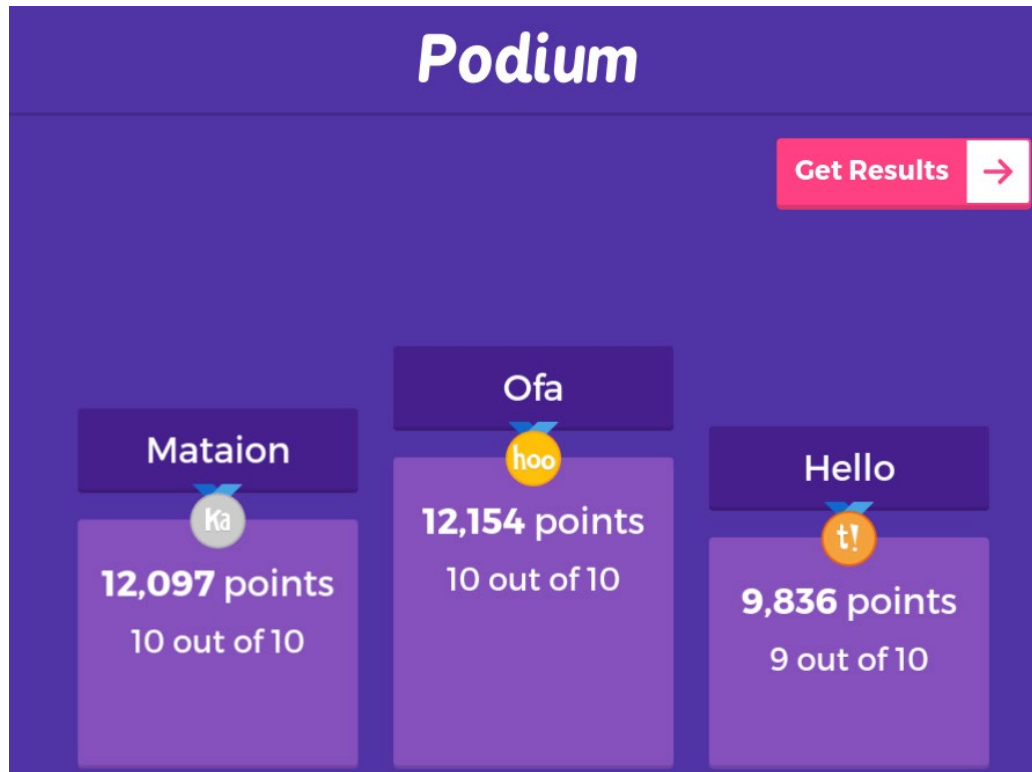 Podium
Get Results
Ofa
hoo
12,154 points
10 out of 10
Mataion
Ka
12,097 points
10 out of 10
Hello
t!
9,836 points
9 out of 10